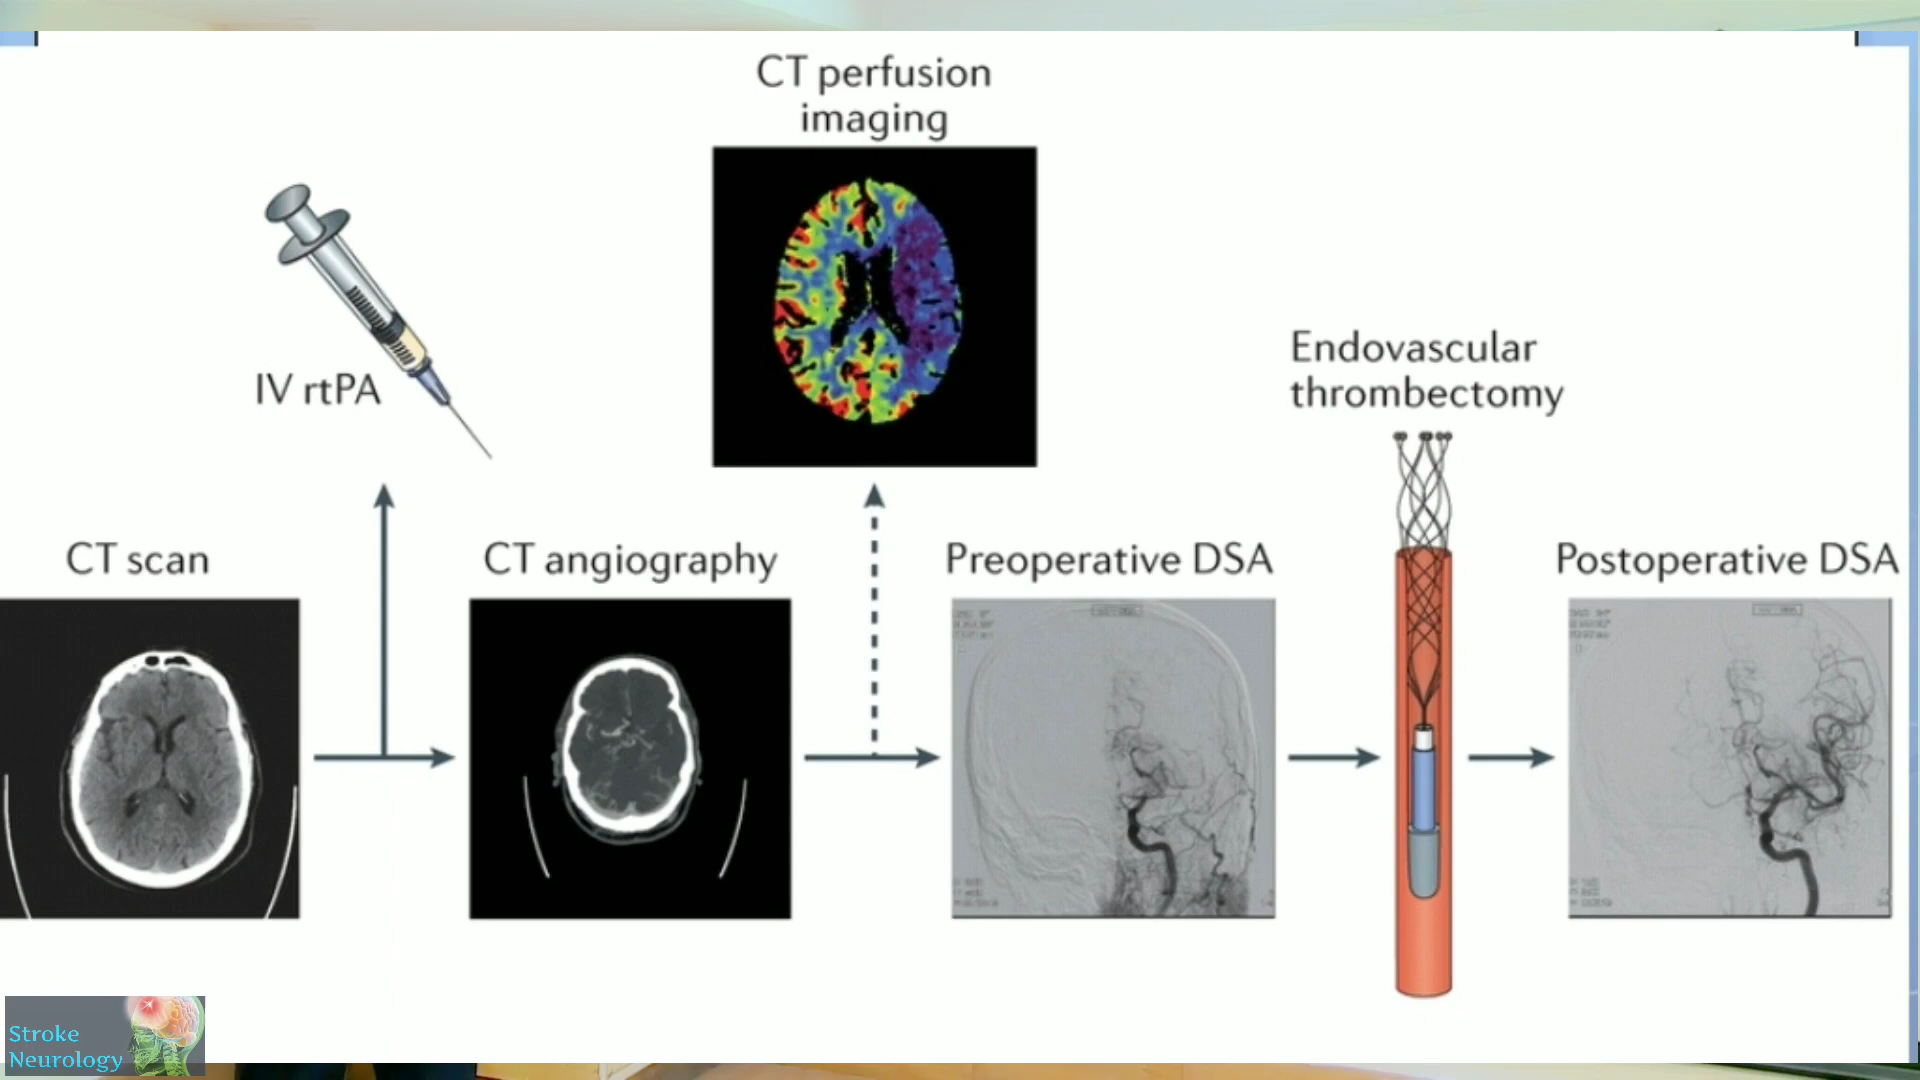 CT perfusion
imaging
IV rtPA
Endovascular
thrombectomy
CT scan
CT angiography
Preoperative DSA
Postoperative DSA
Stroke
Neurology